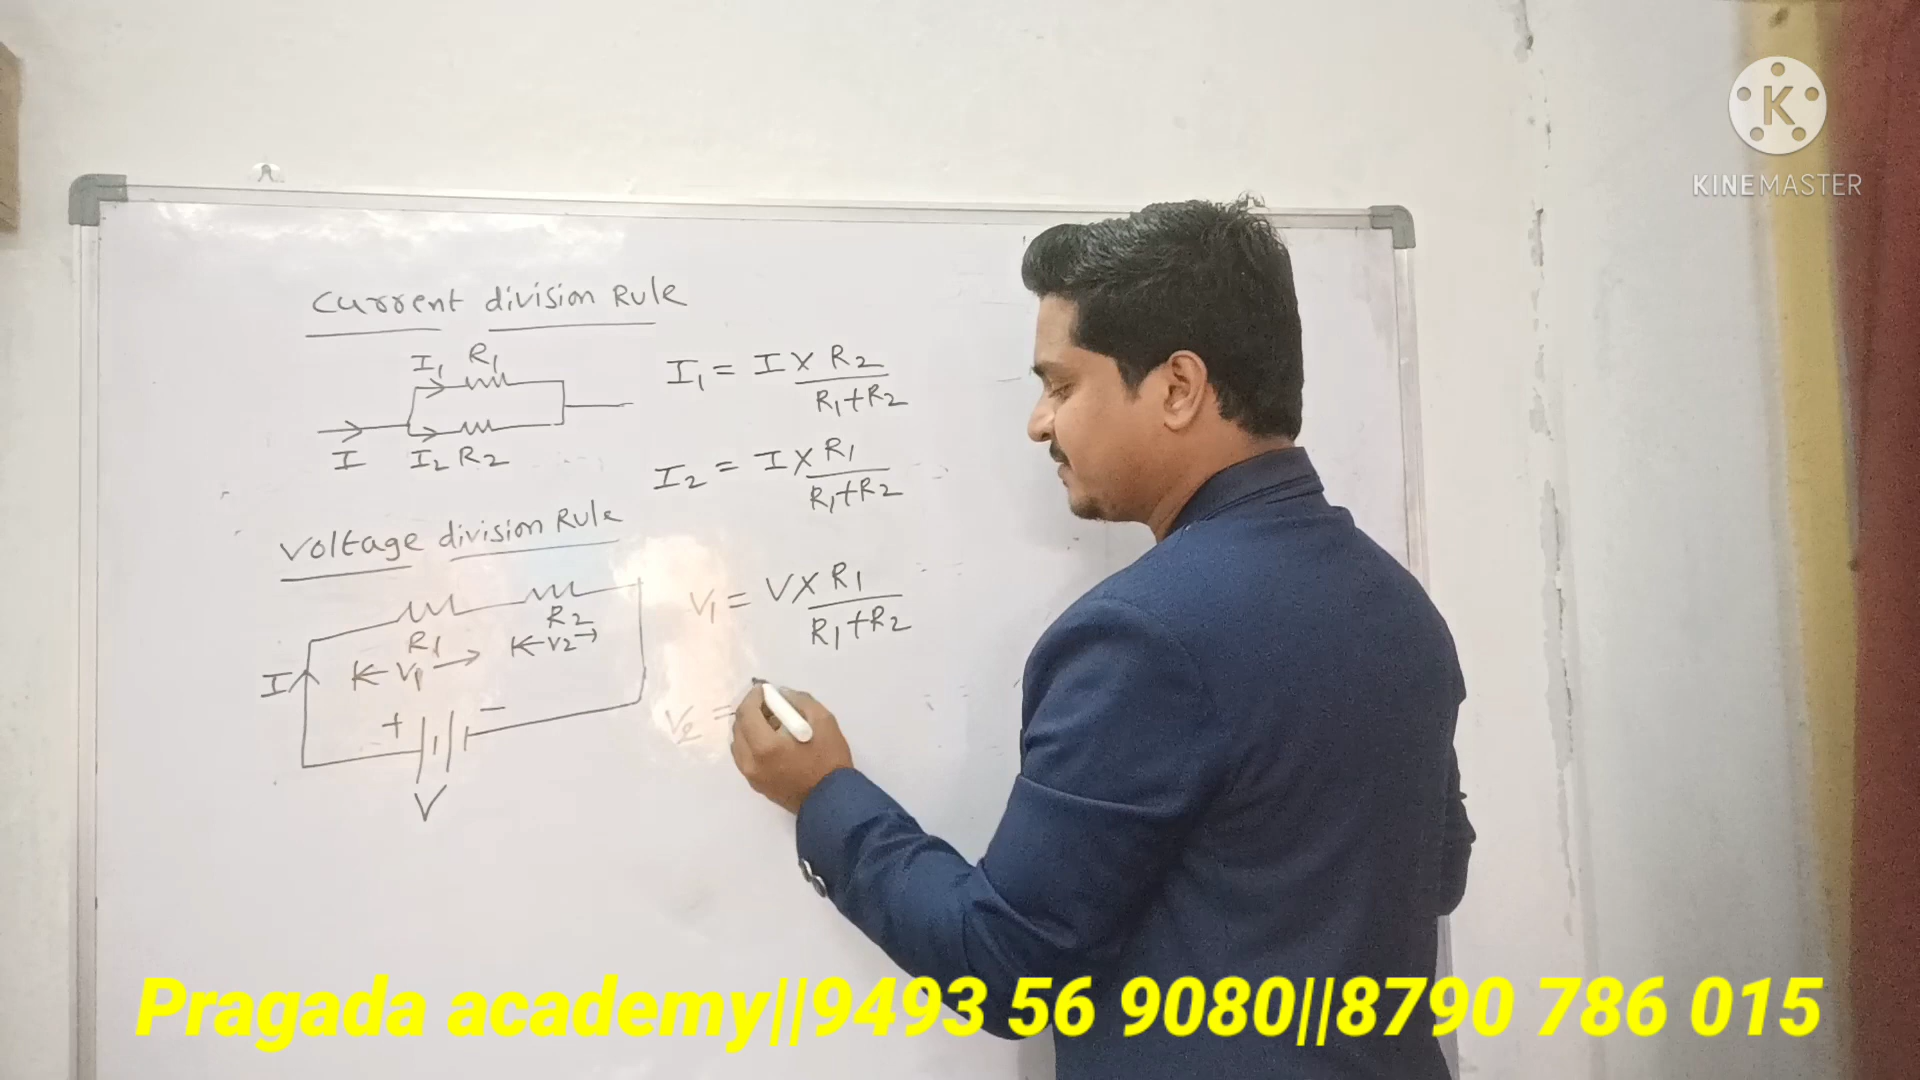 KINEMASTER
Current division Rule
I1 R1
I I2 R2
I1 = I × R2
R1+R2
I2 = I × R1
R1+R2
Voltage division Rule
R1 R2
V1 V2
I
+ −
V
V1 = V × R1
R1+R2
V2 =
Pragada academy||9493 56 9080||8790 786 015